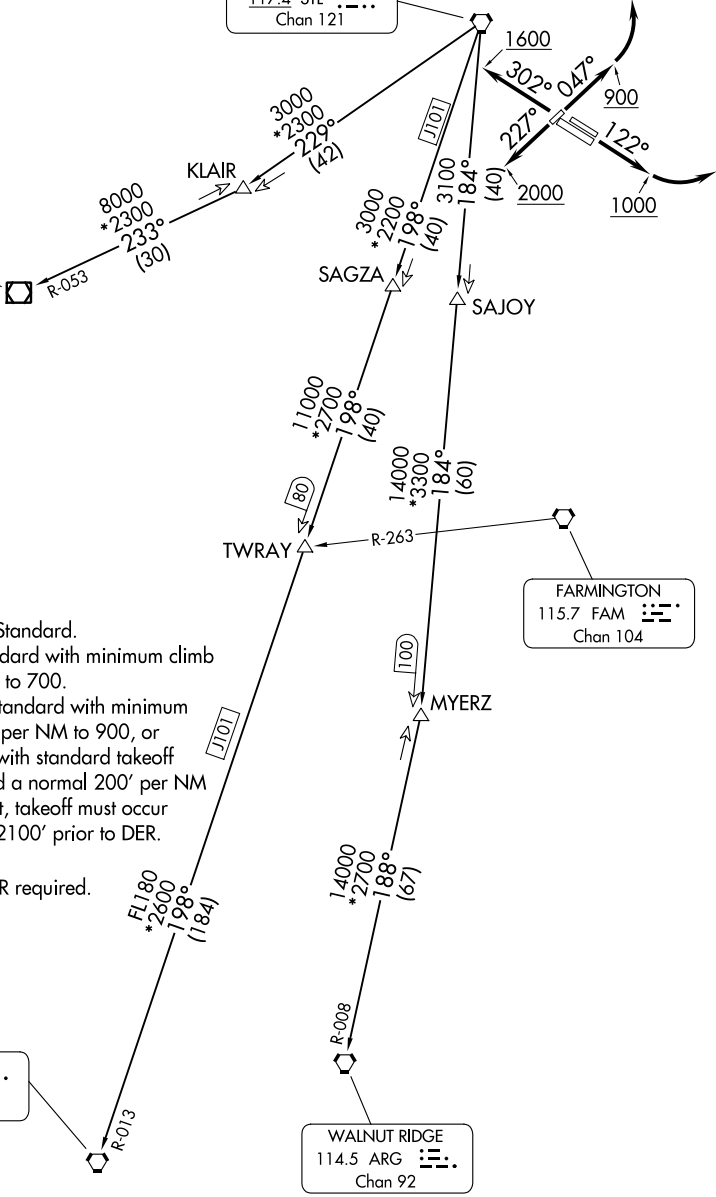 117.4 STL
Chan 121
1600
302°
047°
900
227°
122°
2000
1000
3000
*2300
229°
(42)
J101
KLAIR
3100
184°
(40)
3000
*2200
198°
(40)
8000
*2300
233°
(30)
R-053
SAGZA
SAJOY
11000
*2700
198°
(40)
14000
*3300
184°
(60)
80
TWRAY
R-263
FARMINGTON
115.7 FAM
Chan 104
Standard.
dard with minimum climb
to 700.
tandard with minimum
per NM to 900, or
with standard takeoff
d a normal 200' per NM
t, takeoff must occur
2100' prior to DER.
R required.
100
MYERZ
J101
14000
*2700
188°
(67)
FL180
*2600
198°
(184)
R-008
R-013
WALNUT RIDGE
114.5 ARG
Chan 92